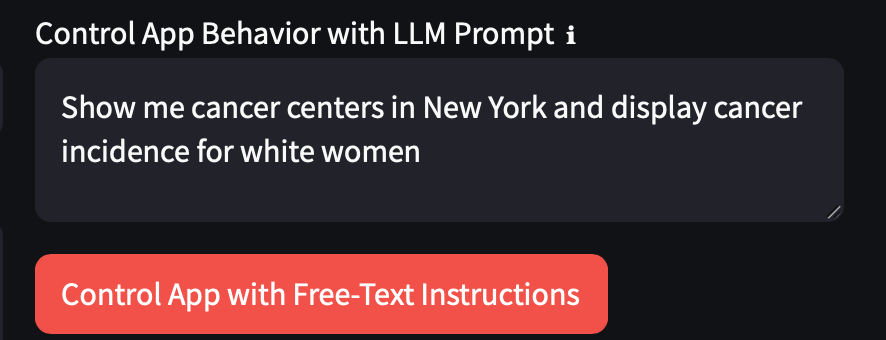 Control App Behavior with LLM Prompt ℹ
Show me cancer centers in New York and display cancer
incidence for white women
Control App with Free-Text Instructions